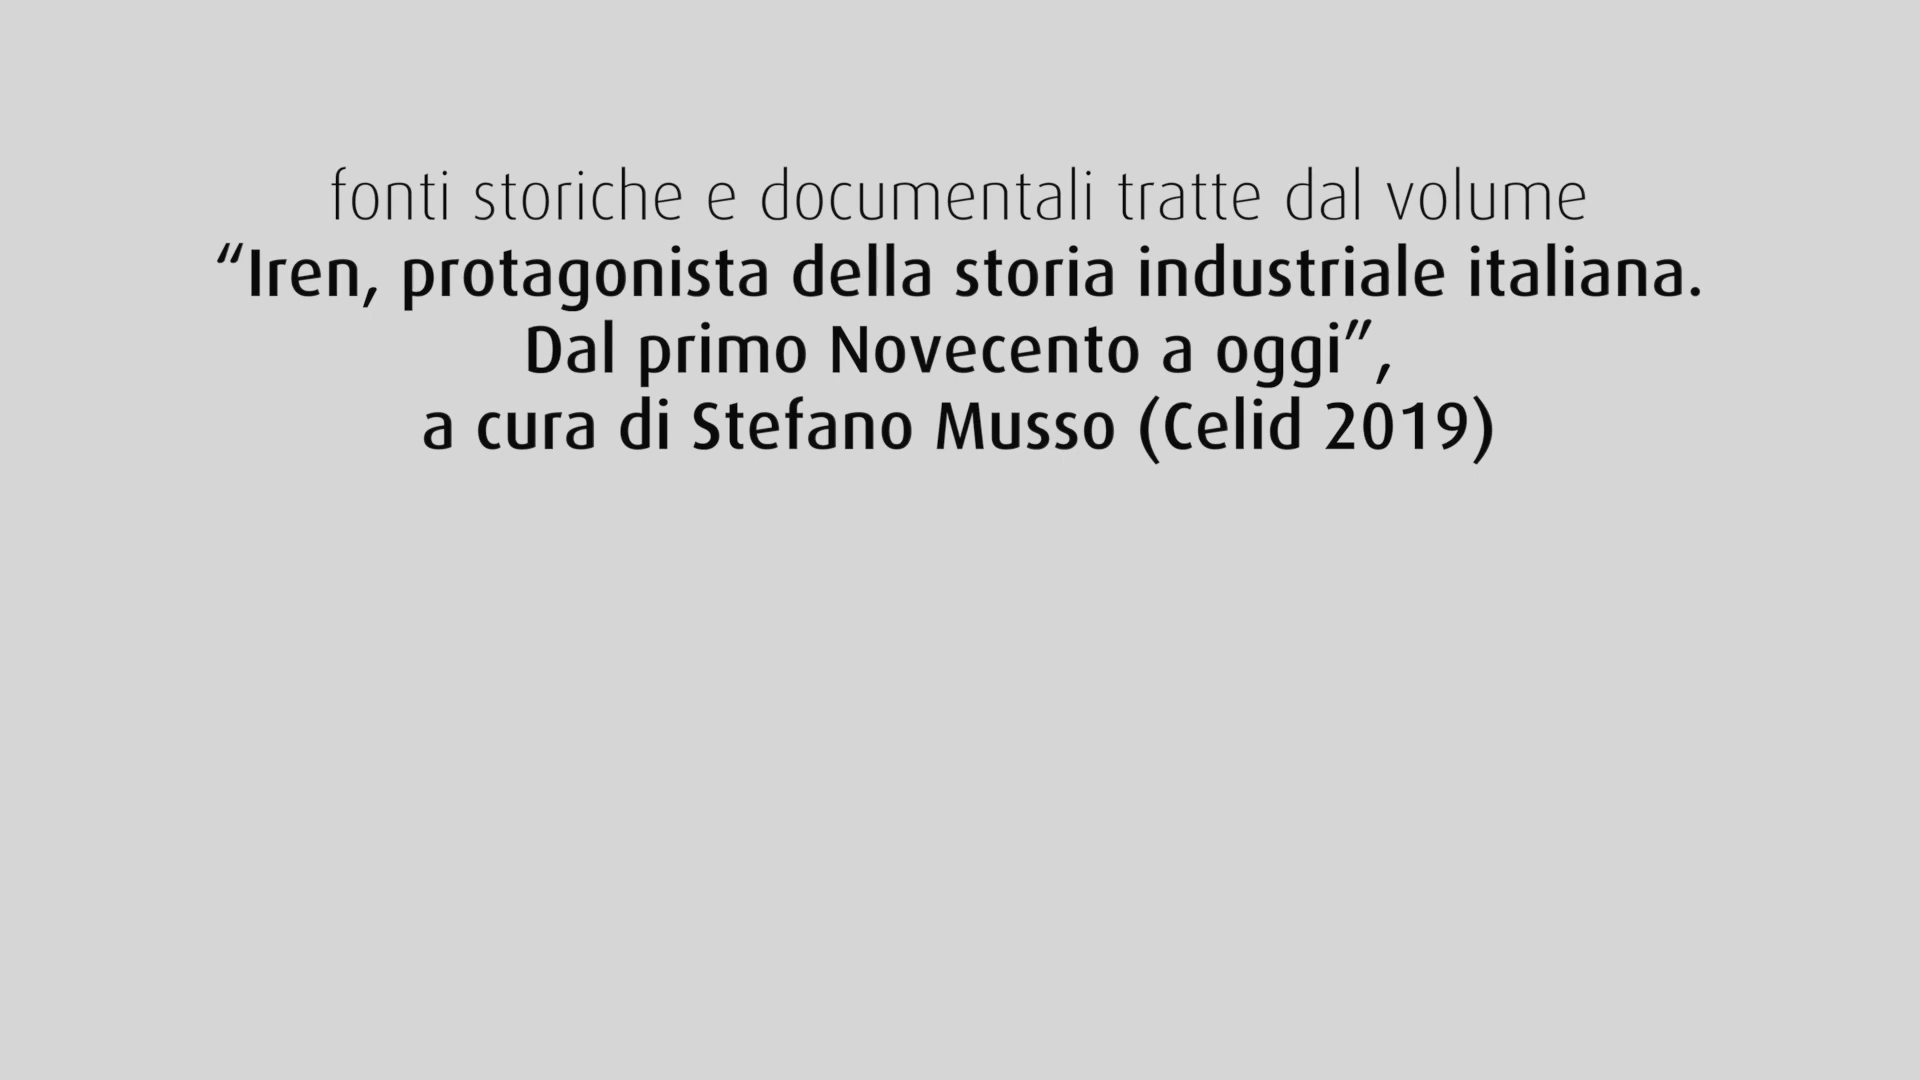 fonti storiche e documentali tratte dal volume
“Iren, protagonista della storia industriale italiana.
Dal primo Novecento a oggi”,
a cura di Stefano Musso (Celid 2019)